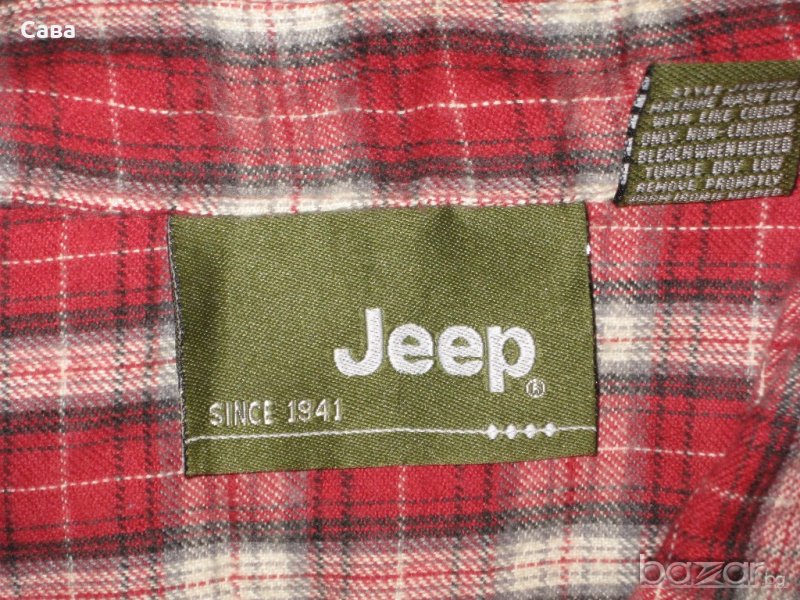 Сава
STYLE
MACHINE WASH
WITH LIKE COLORS
ONLY NON-CHLORINE
BLEACH WHEN NEEDED
TUMBLE DRY LOW
REMOVE PROMPTLY
Jeep
®
SINCE 1941
bazar.bg